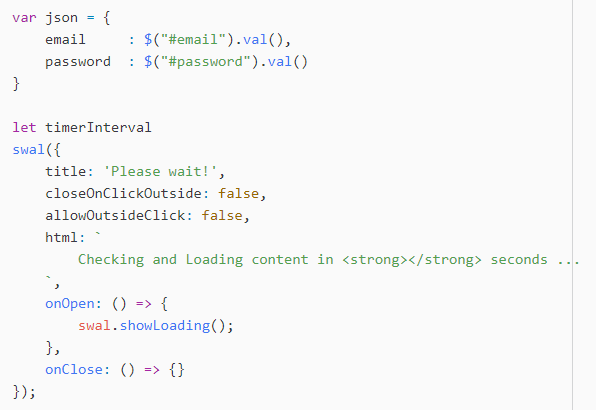 var json = {
    email     : $("#email").val(),
    password  : $("#password").val()
}

let timerInterval
swal({
    title: 'Please wait!',
    closeOnClickOutside: false,
    allowOutsideClick: false,
    html: `
        Checking and Loading content in <strong></strong> seconds ...
    `,
    onOpen: () => {
        swal.showLoading();
    },
    onClose: () => {}
});